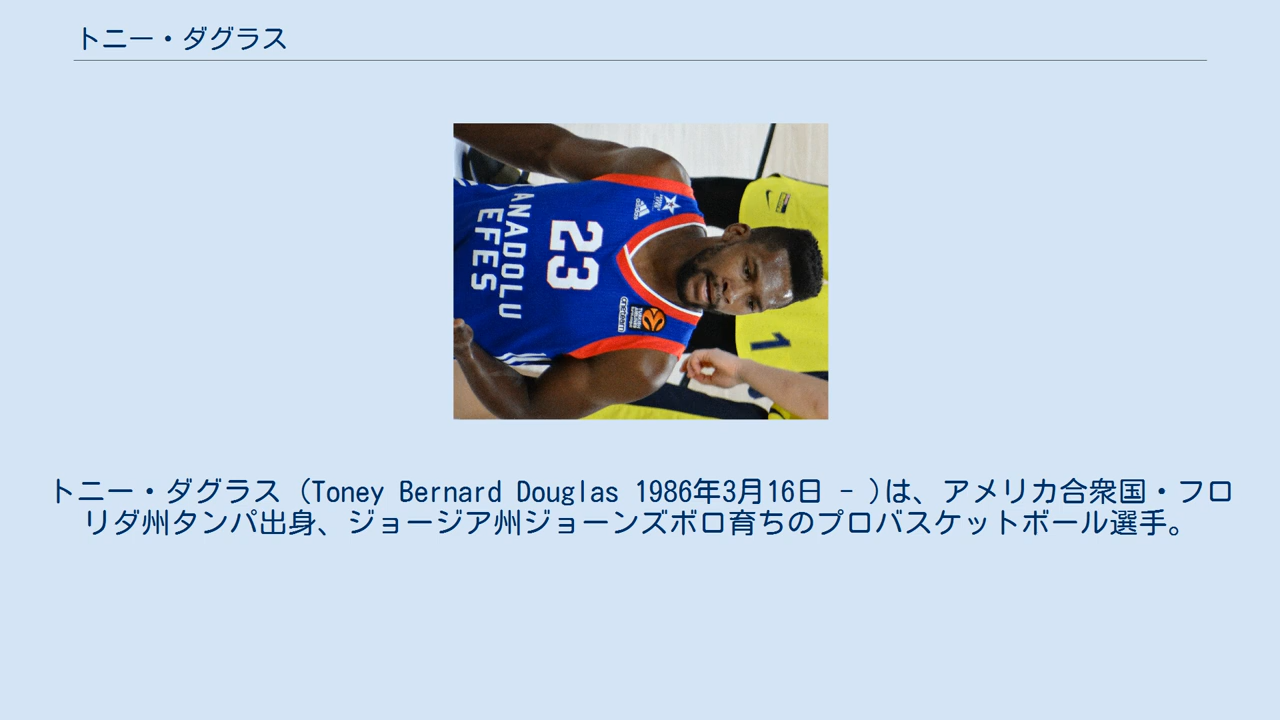 トニー・ダグラス
ANADOLU
EFES
23
1
トニー・ダグラス（Toney Bernard Douglas 1986年3月16日 - )は、アメリカ合衆国・フロ
リダ州タンパ出身、ジョージア州ジョーンズボロ育ちのプロバスケットボール選手。